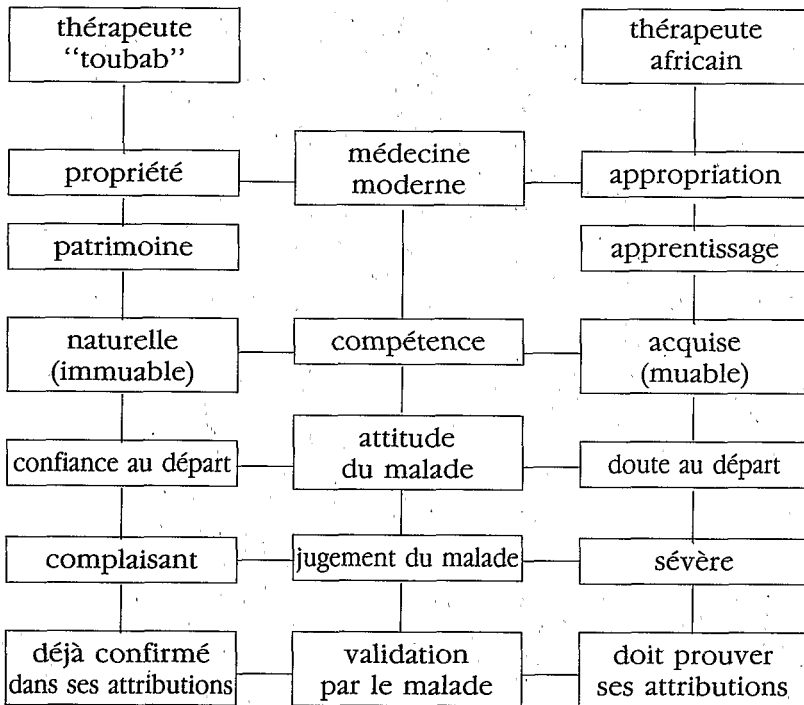 thérapeute
“toubab”
thérapeute
africain
propriété
médecine
moderne
appropriation
patrimoine
apprentissage
naturelle
(immuable)
compétence
acquise
(muable)
confiance au départ
attitude
du malade
doute au départ
complaisant
jugement du malade
sévère
déjà confirmé
dans ses attributions
validation
par le malade
doit prouver
ses attributions